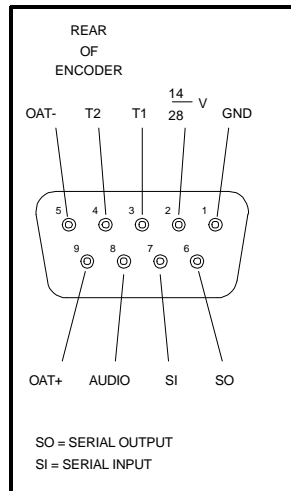 REAR
OF
ENCODER
OAT- T2 T1 14/28 V GND
5 4 3 2 1
9 8 7 6
OAT+ AUDIO SI SO
SO = SERIAL OUTPUT
SI = SERIAL INPUT